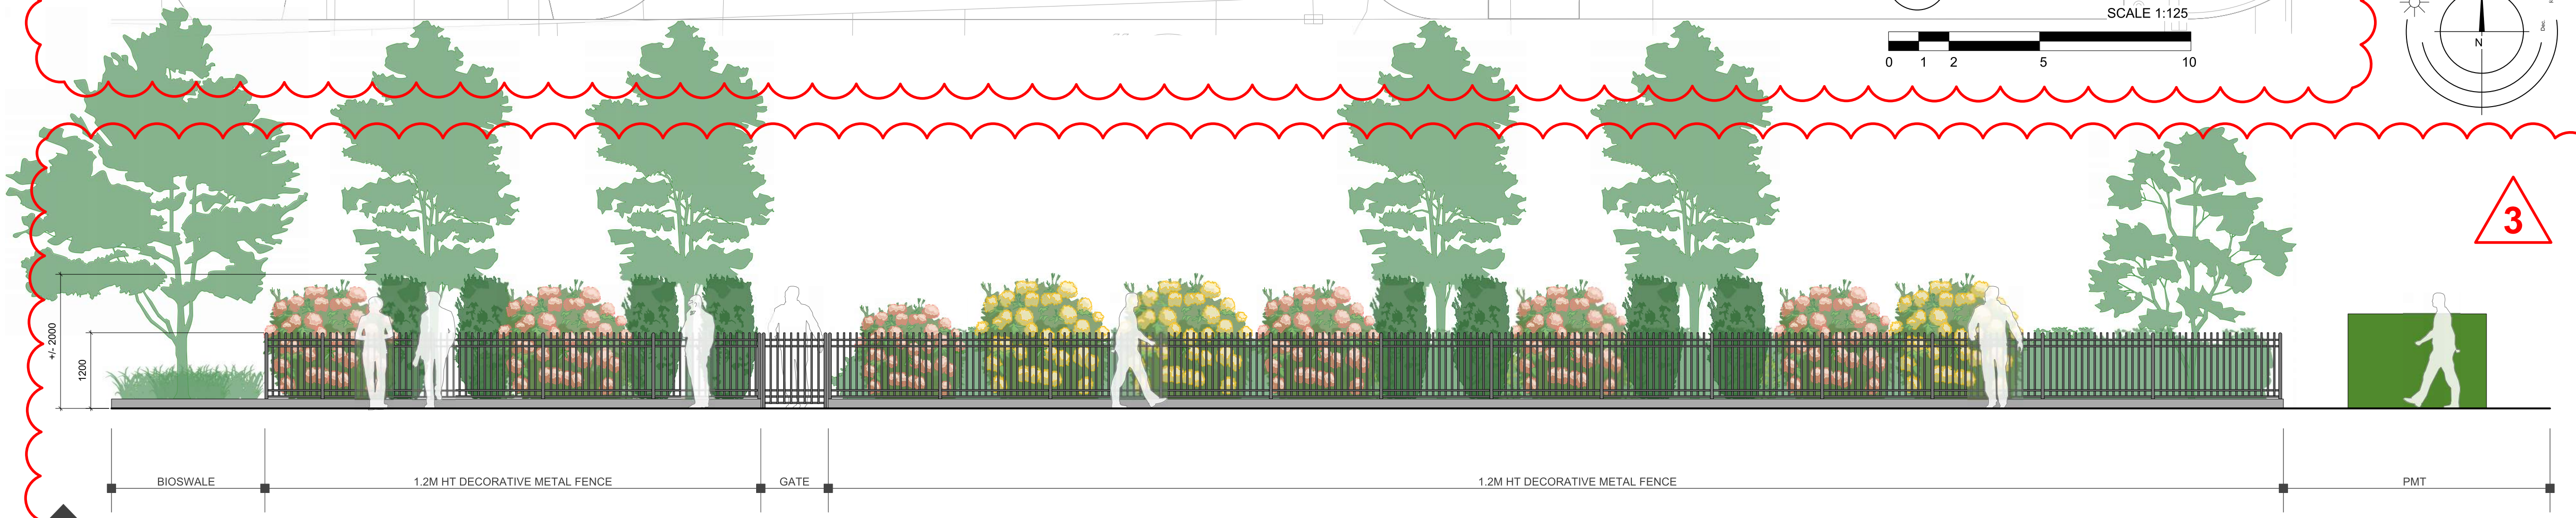 SCALE 1:125
0 1 2 5 10
N
Dec.
3
+/- 2000
1200
BIOSWALE
1.2M HT DECORATIVE METAL FENCE
GATE
1.2M HT DECORATIVE METAL FENCE
PMT